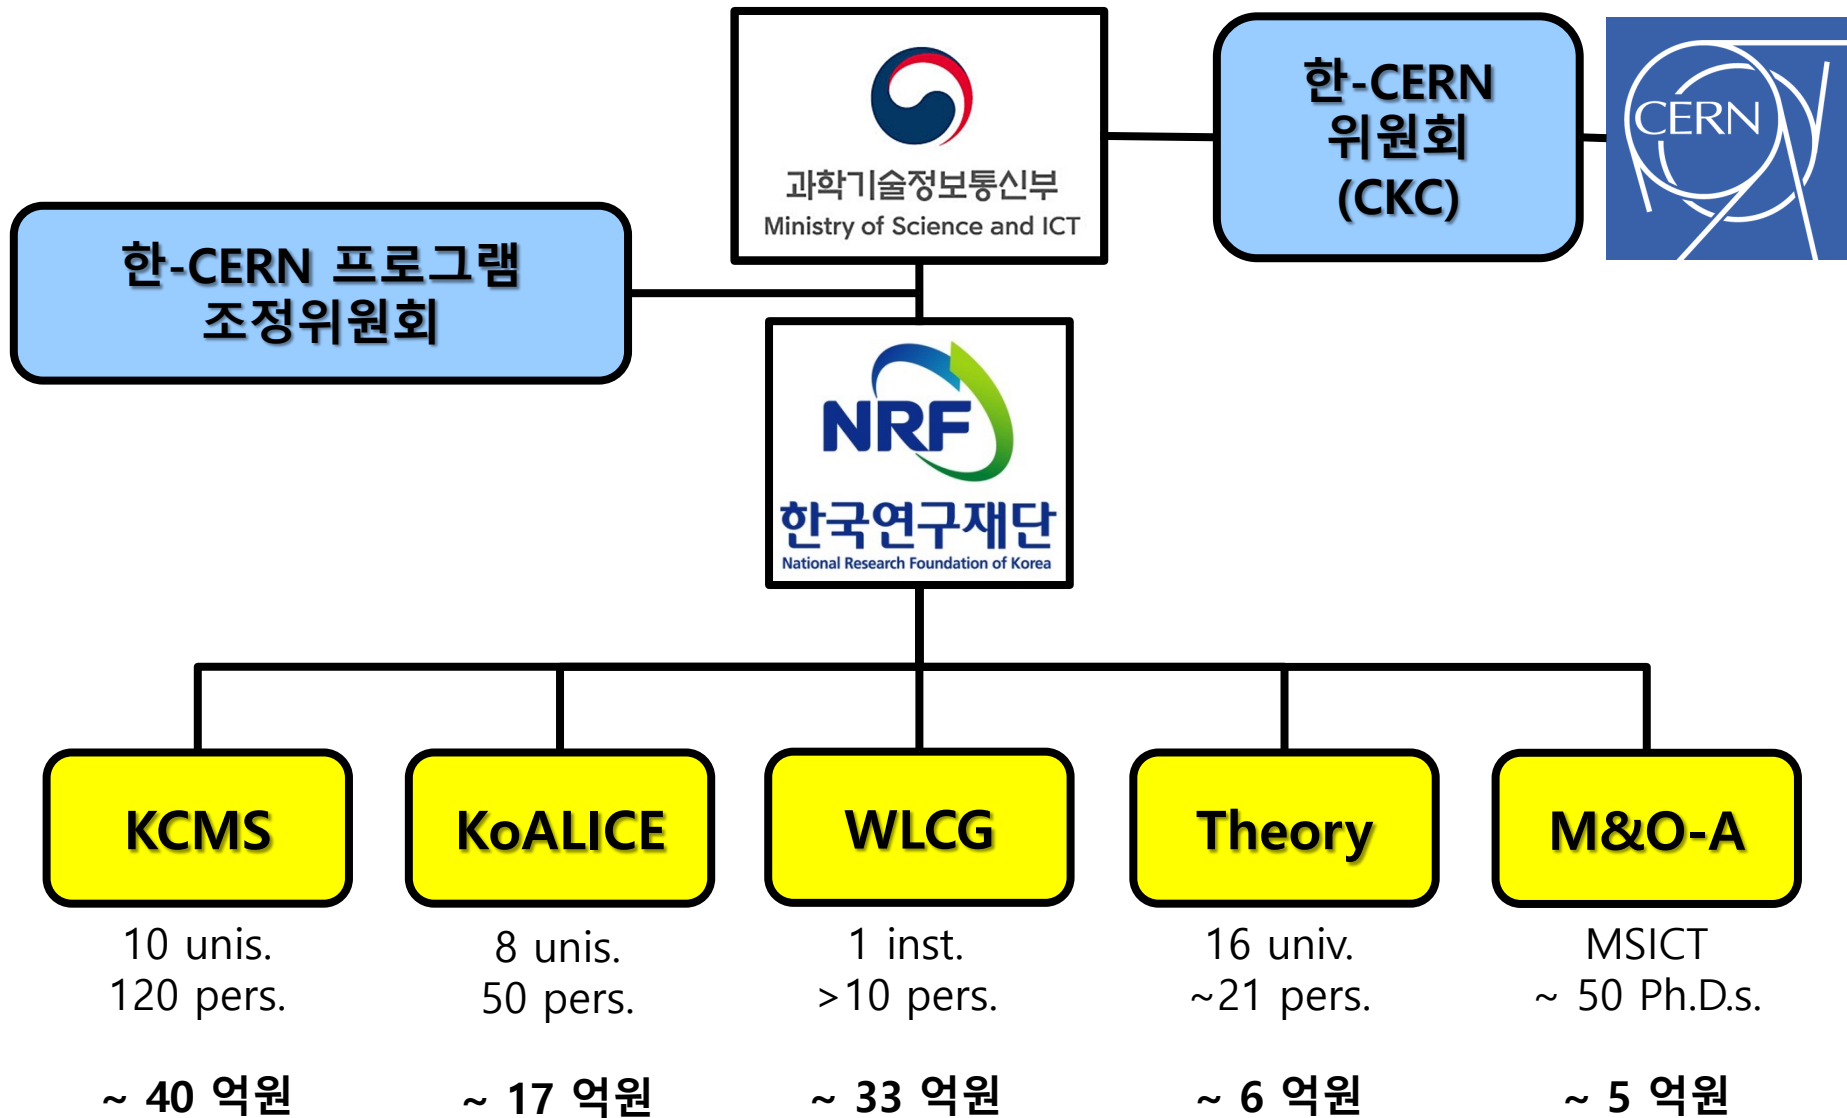 과학기술정보통신부
Ministry of Science and ICT
한-CERN
위원회
(CKC)
CERN
한-CERN 프로그램
조정위원회
NRF
한국연구재단
National Research Foundation of Korea
KCMS
10 unis.
120 pers.
~ 40 억원
KoALICE
8 unis.
50 pers.
~ 17 억원
WLCG
1 inst.
>10 pers.
~ 33 억원
Theory
16 univ.
~21 pers.
~ 6 억원
M&O-A
MSICT
~ 50 Ph.D.s.
~ 5 억원